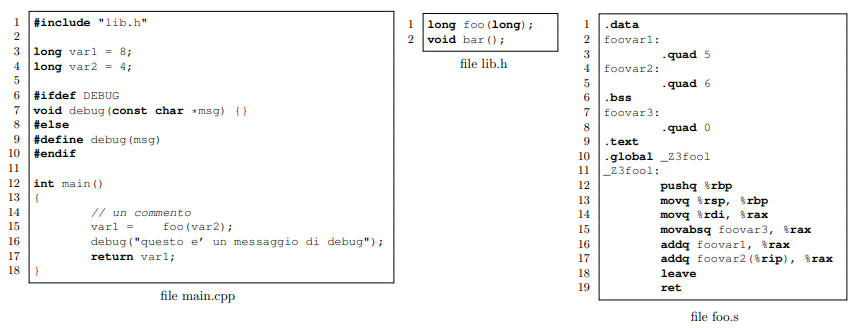 1 #include "lib.h"
2
3 long var1 = 8;
4 long var2 = 4;
5
6 #ifdef DEBUG
7 void debug(const char *msg) {}
8 #else
9 #define debug(msg)
10 #endif
11
12 int main()
13 {
14 // un commento
15 var1 = foo(var2);
16 debug("questo e' un messaggio di debug");
17 return var1;
18 }
file main.cpp
1 long foo(long);
2 void bar();
file lib.h
1 .data
2 foovar1:
3 .quad 5
4 foovar2:
5 .quad 6
6 .bss
7 foovar3:
8 .quad 0
9 .text
10 .global _Z3fool
11 _Z3fool:
12 pushq %rbp
13 movq %rsp, %rbp
14 movq %rdi, %rax
15 movabsq foovar3, %rax
16 addq foovar1, %rax
17 addq foovar2(%rip), %rax
18 leave
19 ret
file foo.s